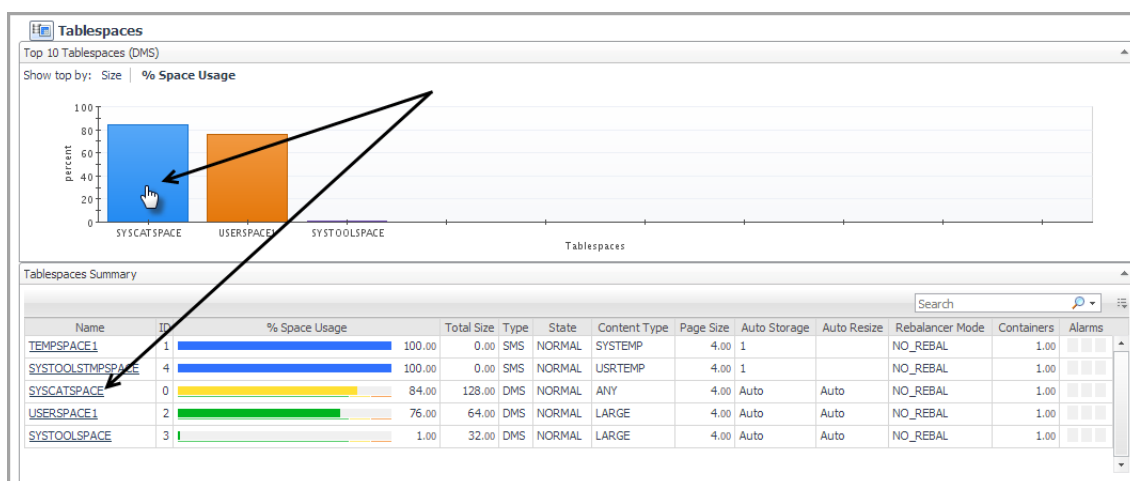 Tablespaces
Top 10 Tablespaces (DMS)
Show top by: Size | % Space Usage
100
80
60
40
20
0
percent
SYSCATSPACE USERSPACE1 SYSTOOLSPACE
Tablespaces
Tablespaces Summary
Search
Name ID % Space Usage Total Size Type State Content Type Page Size Auto Storage Auto Resize Rebalancer Mode Containers Alarms
TEMPSPACE1 1 100.00 0.00 SMS NORMAL SYSTEMP 4.00 1 NO_REBAL 1.00
SYSTOOLSTMPSPACE 4 100.00 0.00 SMS NORMAL USRTEMP 4.00 1 NO_REBAL 1.00
SYSCATSPACE 0 84.00 128.00 DMS NORMAL ANY 4.00 Auto Auto NO_REBAL 1.00
USERSPACE1 2 76.00 64.00 DMS NORMAL LARGE 4.00 Auto Auto NO_REBAL 1.00
SYSTOOLSPACE 3 1.00 32.00 DMS NORMAL LARGE 4.00 Auto Auto NO_REBAL 1.00